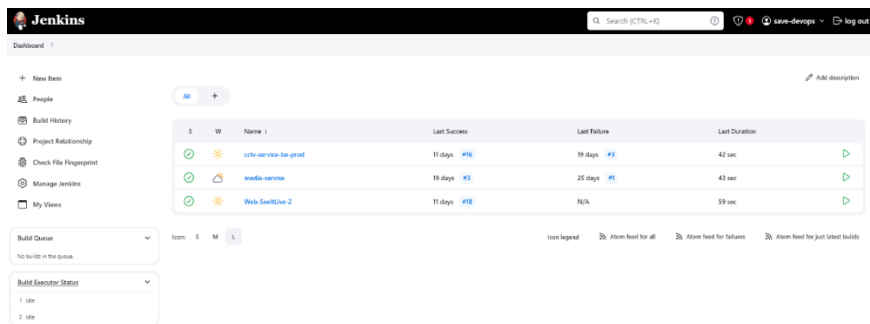 Jenkins
Search (CTRL+K)
1
save-devops
log out
Dashboard
New Item
People
Build History
Project Relationship
Check File Fingerprint
Manage Jenkins
My Views
Add description
All +
S W Name ↓ Last Success Last Failure Last Duration
cctv-service-be-prod 11 days #16 19 days #3 42 sec
media-servise 19 days #3 25 days #1 43 sec
Web-SeeItLive-2 11 days #18 N/A 59 sec
Build Queue
No builds in the queue.
Icon: S M L
Icon legend Atom feed for all Atom feed for failures Atom feed for just latest builds
Build Executor Status
1 Idle
2 Idle